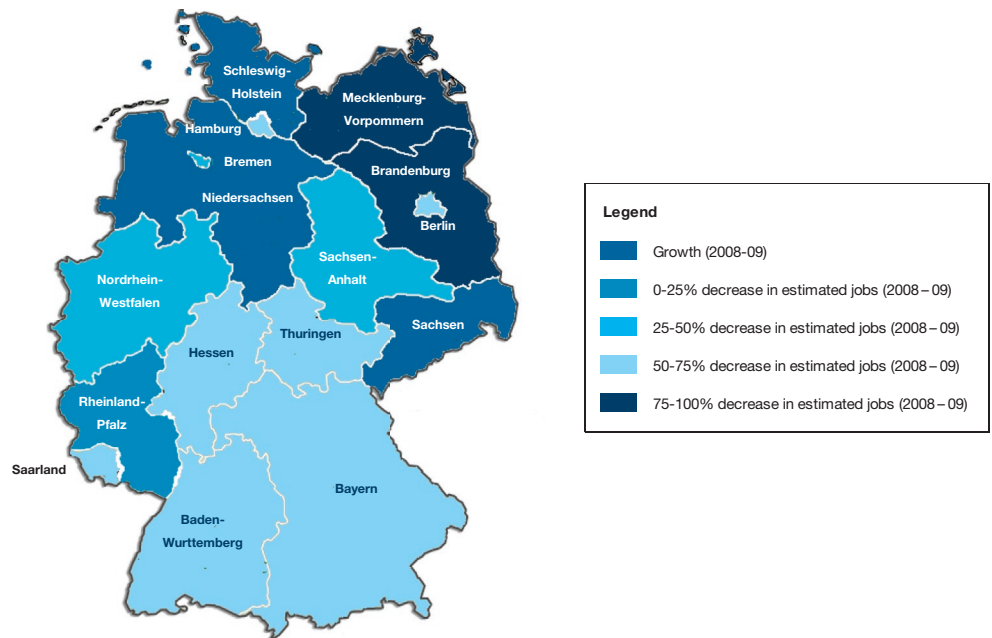 Schleswig-
Holstein
Mecklenburg-
Vorpommern
Hamburg
Bremen
Brandenburg
Niedersachsen
Berlin
Sachsen-
Anhalt
Nordrhein-
Westfalen
Sachsen
Thuringen
Hessen
Rheinland-
Pfalz
Saarland
Bayern
Baden-
Wurttemberg
Legend
Growth (2008-09)
0-25% decrease in estimated jobs (2008–09)
25-50% decrease in estimated jobs (2008–09)
50-75% decrease in estimated jobs (2008–09)
75-100% decrease in estimated jobs (2008–09)